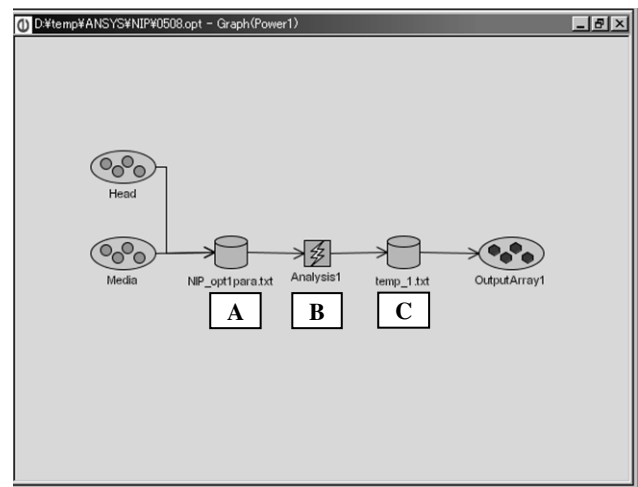 D:¥temp¥ANSYS¥NIP¥0508.opt - Graph(Power1)
Head
Media
NIP_opt1para.txt
Analysis1
temp_1.txt
OutputArray1
A
B
C